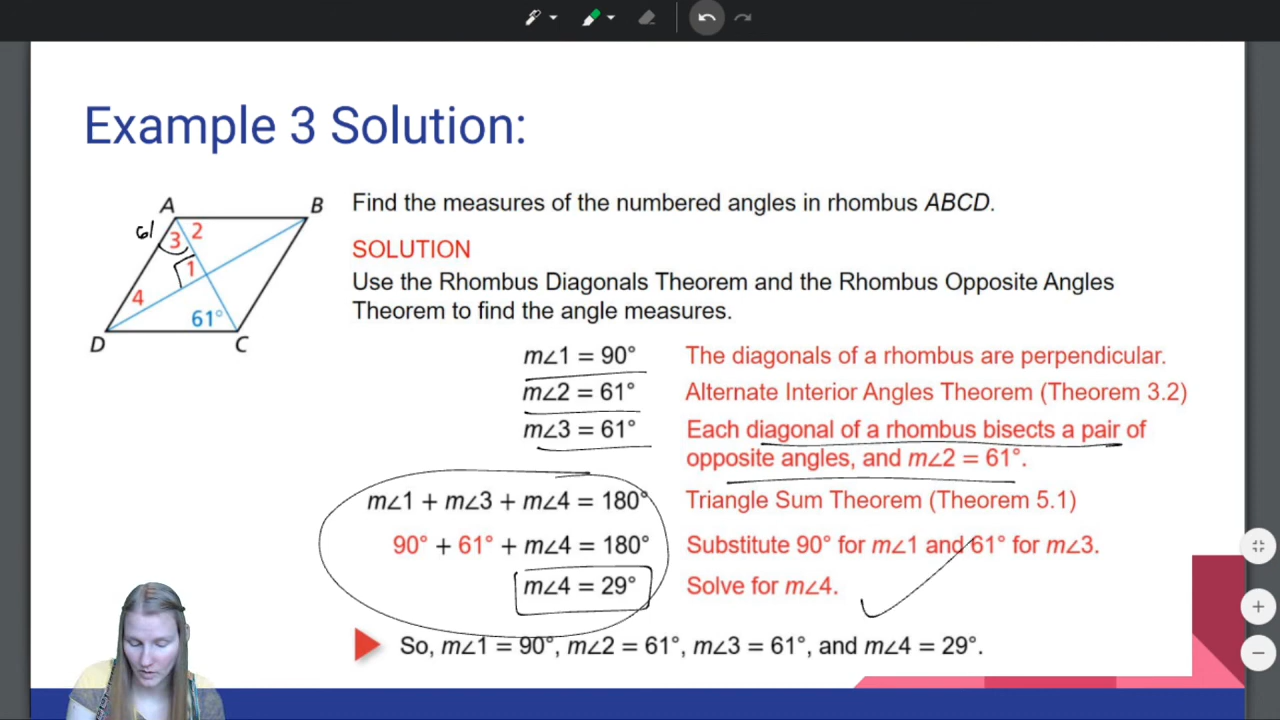 Example 3 Solution:
A
B
61
3
2
1
4
61°
D
C
Find the measures of the numbered angles in rhombus ABCD.
SOLUTION
Use the Rhombus Diagonals Theorem and the Rhombus Opposite Angles
Theorem to find the angle measures.
m∠1 = 90° The diagonals of a rhombus are perpendicular.
m∠2 = 61° Alternate Interior Angles Theorem (Theorem 3.2)
m∠3 = 61° Each diagonal of a rhombus bisects a pair of
opposite angles, and m∠2 = 61°.
m∠1 + m∠3 + m∠4 = 180° Triangle Sum Theorem (Theorem 5.1)
90° + 61° + m∠4 = 180° Substitute 90° for m∠1 and 61° for m∠3.
m∠4 = 29° Solve for m∠4.
So, m∠1 = 90°, m∠2 = 61°, m∠3 = 61°, and m∠4 = 29°.